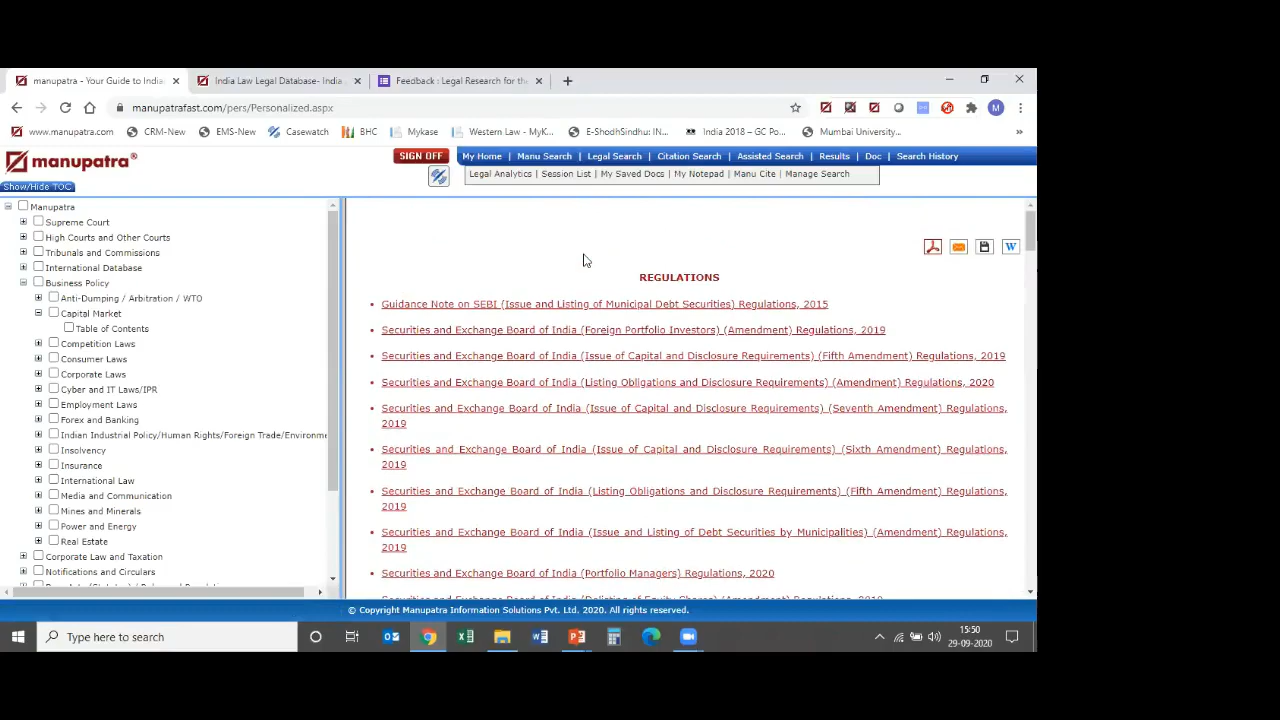 manupatra - Your Guide to India
India Law Legal Database- India
Feedback : Legal Research for the
manupatrafast.com/pers/Personalized.aspx
M
www.manupatra.com
CRM-New
EMS-New
Casewatch
BHC
Mykase
Western Law - MyK...
E-ShodhSindhu: IN...
India 2018 – GC Po...
Mumbai University...
»
manupatra®
SIGN OFF
My Home | Manu Search | Legal Search | Citation Search | Assisted Search | Results | Doc | Search History
Legal Analytics | Session List | My Saved Docs | My Notepad | Manu Cite | Manage Search
Show/Hide TOC
Manupatra
Supreme Court
High Courts and Other Courts
Tribunals and Commissions
International Database
Business Policy
Anti-Dumping / Arbitration / WTO
Capital Market
Table of Contents
Competition Laws
Consumer Laws
Corporate Laws
Cyber and IT Laws/IPR
Employment Laws
Forex and Banking
Indian Industrial Policy/Human Rights/Foreign Trade/Environme
Insolvency
Insurance
International Law
Media and Communication
Mines and Minerals
Power and Energy
Real Estate
Corporate Law and Taxation
Notifications and Circulars
REGULATIONS
• Guidance Note on SEBI (Issue and Listing of Municipal Debt Securities) Regulations, 2015
• Securities and Exchange Board of India (Foreign Portfolio Investors) (Amendment) Regulations, 2019
• Securities and Exchange Board of India (Issue of Capital and Disclosure Requirements) (Fifth Amendment) Regulations, 2019
• Securities and Exchange Board of India (Listing Obligations and Disclosure Requirements) (Amendment) Regulations, 2020
• Securities and Exchange Board of India (Issue of Capital and Disclosure Requirements) (Seventh Amendment) Regulations,
2019
• Securities and Exchange Board of India (Issue of Capital and Disclosure Requirements) (Sixth Amendment) Regulations,
2019
• Securities and Exchange Board of India (Listing Obligations and Disclosure Requirements) (Fifth Amendment) Regulations,
2019
• Securities and Exchange Board of India (Issue and Listing of Debt Securities by Municipalities) (Amendment) Regulations,
2019
• Securities and Exchange Board of India (Portfolio Managers) Regulations, 2020
© Copyright Manupatra Information Solutions Pvt. Ltd. 2020. All rights reserved.
Type here to search
15:50
29-09-2020